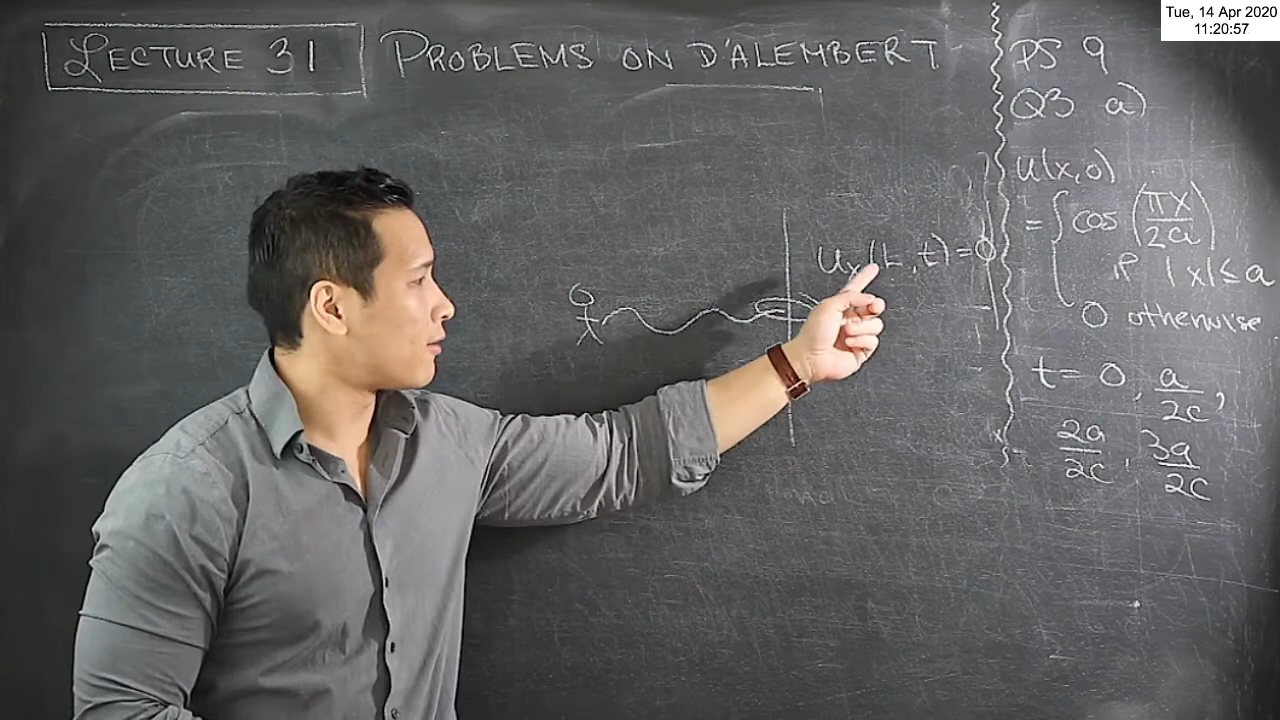 Tue, 14 Apr 2020
11:20:57
LECTURE 31
PROBLEMS ON D'ALEMBERT
uₓ(L,t)=0
PS 9
Q3 a)
u(x,0)
= { cos (πx/2a)
if |x| ≤ a
0 otherwise
t= 0, a/2c,
2a/2c, 3a/2c